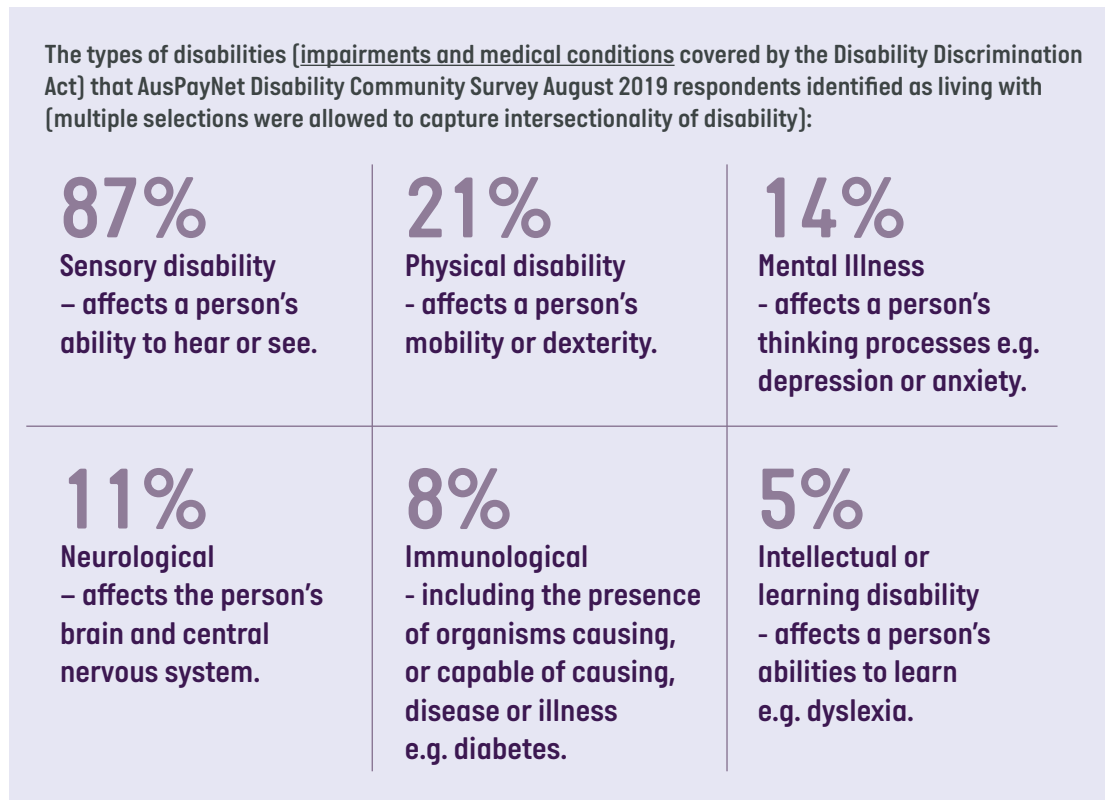 The types of disabilities (impairments and medical conditions covered by the Disability Discrimination
Act) that AusPayNet Disability Community Survey August 2019 respondents identified as living with
(multiple selections were allowed to capture intersectionality of disability):
87%
Sensory disability
– affects a person’s
ability to hear or see.
21%
Physical disability
- affects a person’s
mobility or dexterity.
14%
Mental Illness
- affects a person’s
thinking processes e.g.
depression or anxiety.
11%
Neurological
– affects the person’s
brain and central
nervous system.
8%
Immunological
- including the presence
of organisms causing,
or capable of causing,
disease or illness
e.g. diabetes.
5%
Intellectual or
learning disability
- affects a person’s
abilities to learn
e.g. dyslexia.